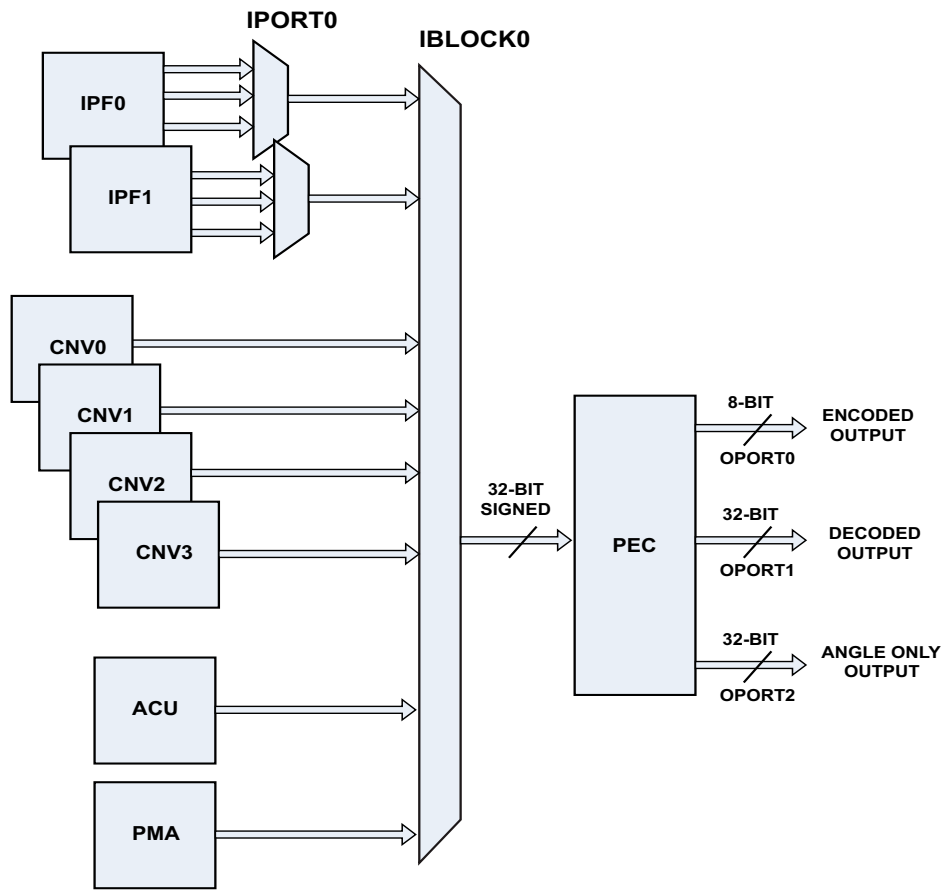 IPORT0
IBLOCK0
IPF0
IPF1
CNV0
CNV1
CNV2
CNV3
ACU
PMA
32-BIT
SIGNED
PEC
8-BIT
OPORT0
ENCODED
OUTPUT
32-BIT
OPORT1
DECODED
OUTPUT
32-BIT
OPORT2
ANGLE ONLY
OUTPUT